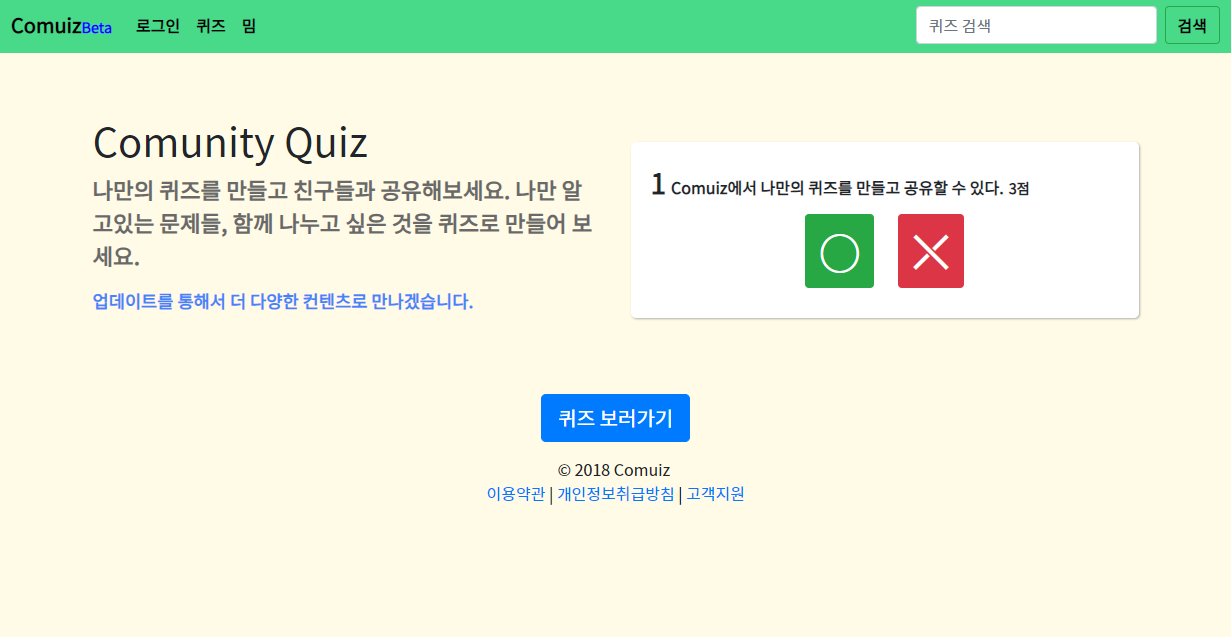 ComuizBeta 로그인 퀴즈 밈 퀴즈 검색 검색
Comunity Quiz
나만의 퀴즈를 만들고 친구들과 공유해보세요. 나만 알
고있는 문제들, 함께 나누고 싶은 것을 퀴즈로 만들어 보
세요.
업데이트를 통해서 더 다양한 컨텐츠로 만나겠습니다.
1 Comuiz에서 나만의 퀴즈를 만들고 공유할 수 있다. 3점
퀴즈 보러가기
© 2018 Comuiz
이용약관 | 개인정보취급방침 | 고객지원